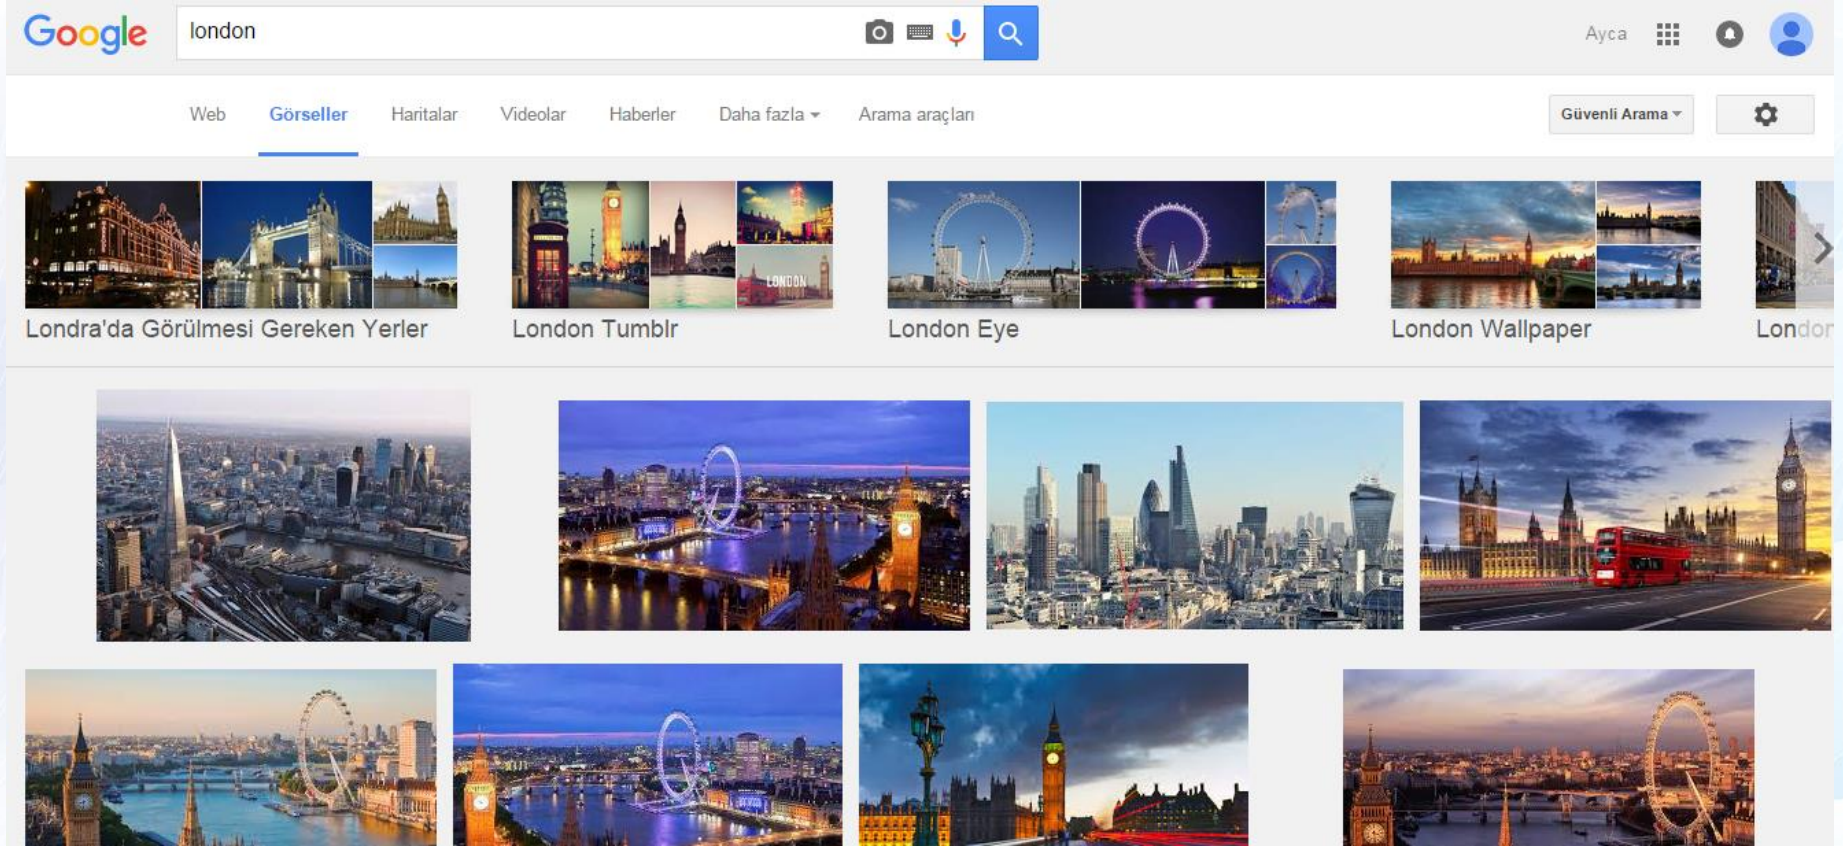 Google london Ayca
Web Görseller Haritalar Videolar Haberler Daha fazla Arama araçları Güvenli Arama
LONDON
Londra'da Görülmesi Gereken Yerler London Tumblr London Eye London Wallpaper London